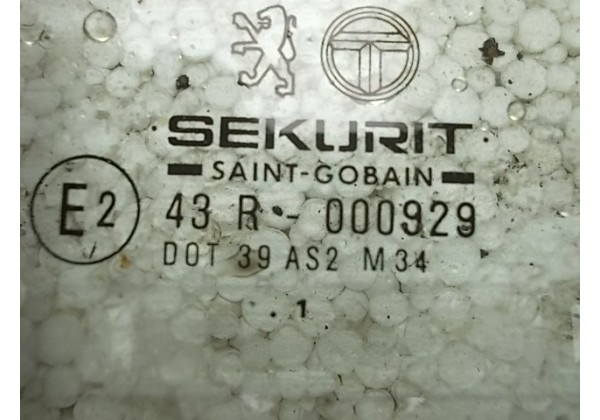 SEKURIT
SAINT-GOBAIN
E2 43 R - 000929
DOT 39 AS2 M34
. 1